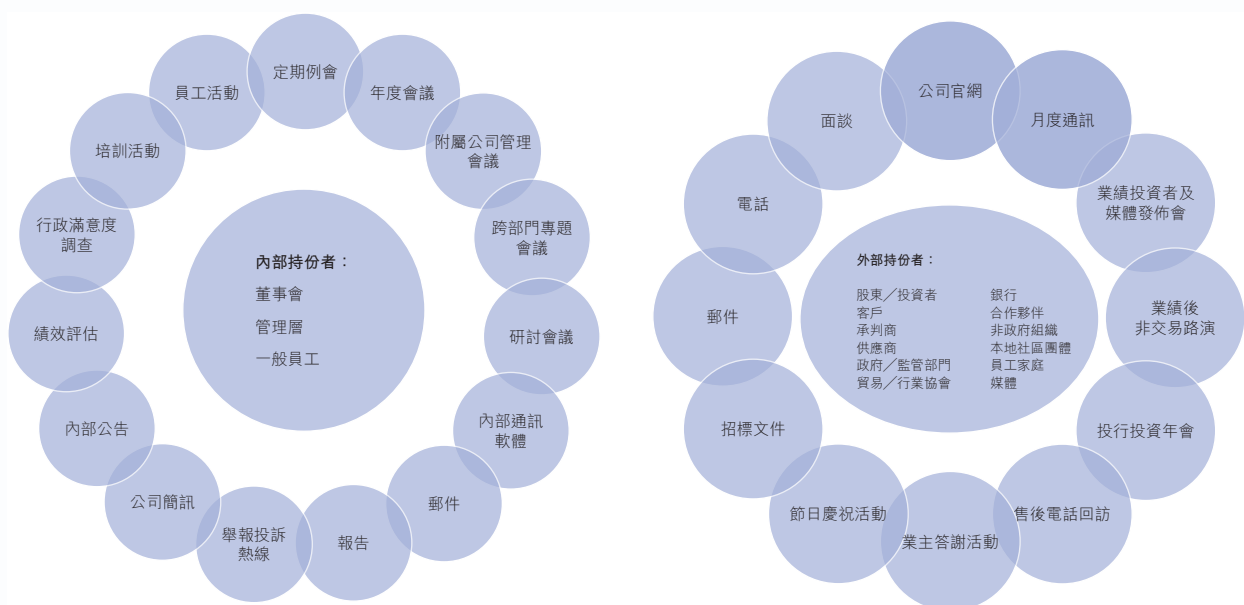 定期例會
年度會議
附屬公司管理
會議
跨部門專題
會議
研討會議
內部通訊
軟體
郵件
報告
舉報投訴
熱線
公司簡訊
內部公告
績效評估
行政滿意度
調查
培訓活動
員工活動
內部持份者：
董事會
管理層
一般員工
公司官網
月度通訊
業績投資者及
媒體發佈會
業績後
非交易路演
投行投資年會
售後電話回訪
業主答謝活動
節日慶祝活動
招標文件
郵件
電話
面談
外部持份者：
股東／投資者
客戶
承判商
供應商
政府／監管部門
貿易／行業協會
銀行
合作夥伴
非政府組織
本地社區團體
員工家庭
媒體